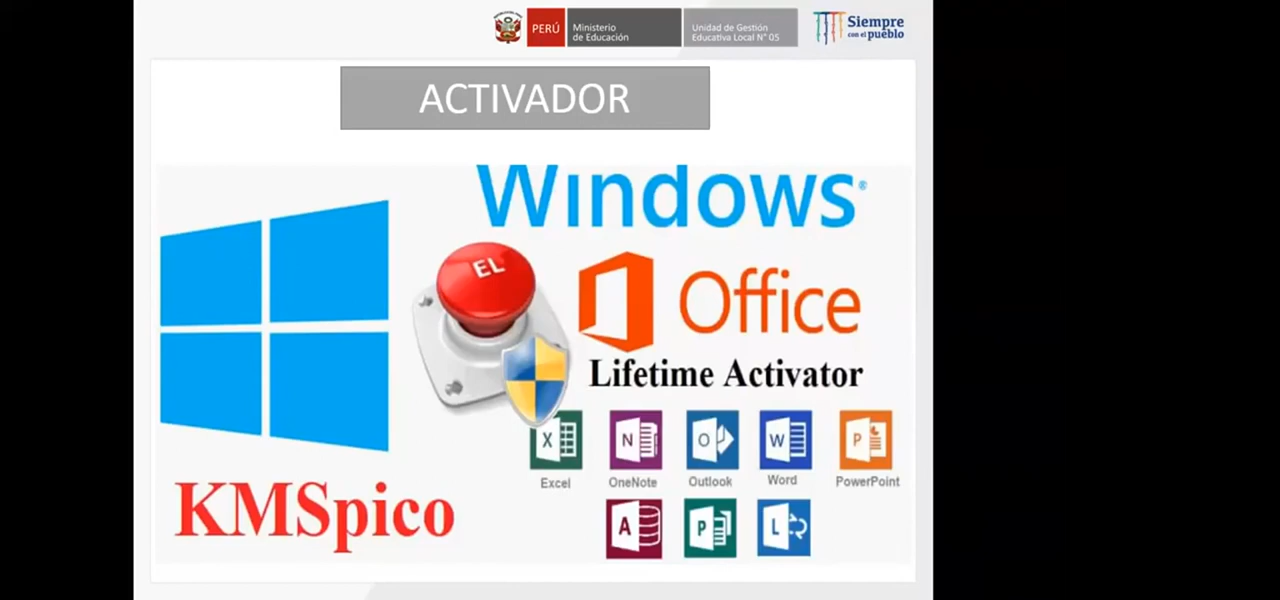 PERÚ
Ministerio
de Educación
Unidad de Gestión
Educativa Local N° 05
Siempre
con el pueblo
ACTIVADOR
Windows®
EL
Office
Lifetime Activator
X
N
O
W
P
Excel
OneNote
Outlook
Word
PowerPoint
KMSpico
A
P
L